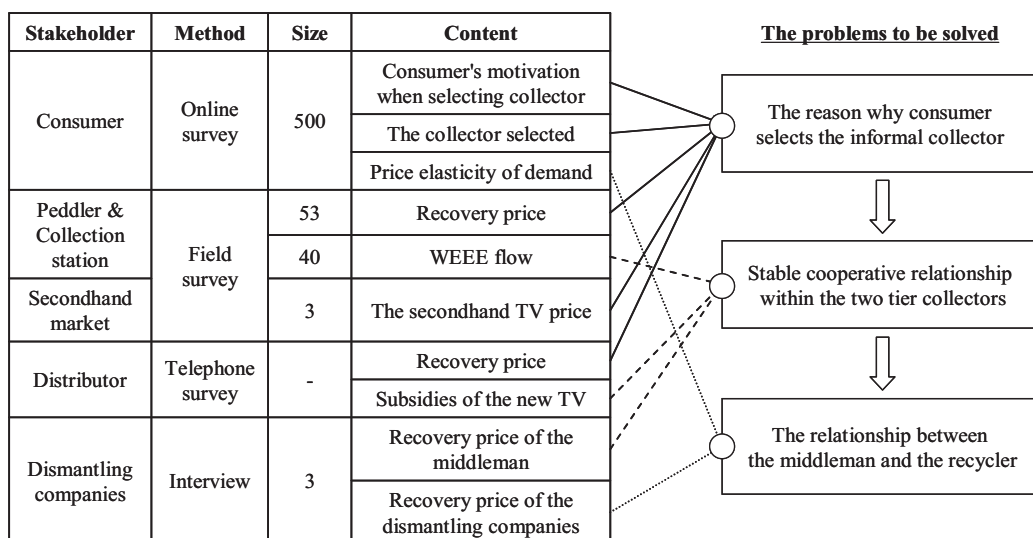 Stakeholder Method Size Content
Consumer
Online
survey
500
Consumer's motivation
when selecting collector
The collector selected
Price elasticity of demand
Peddler &
Collection
station
Field
survey
53
Recovery price
40
WEEE flow
Secondhand
market
3
The secondhand TV price
Distributor
Telephone
survey
-
Recovery price
Subsidies of the new TV
Dismantling
companies
Interview
3
Recovery price of the
middleman
Recovery price of the
dismantling companies
The problems to be solved
The reason why consumer
selects the informal collector
Stable cooperative relationship
within the two tier collectors
The relationship between
the middleman and the recycler